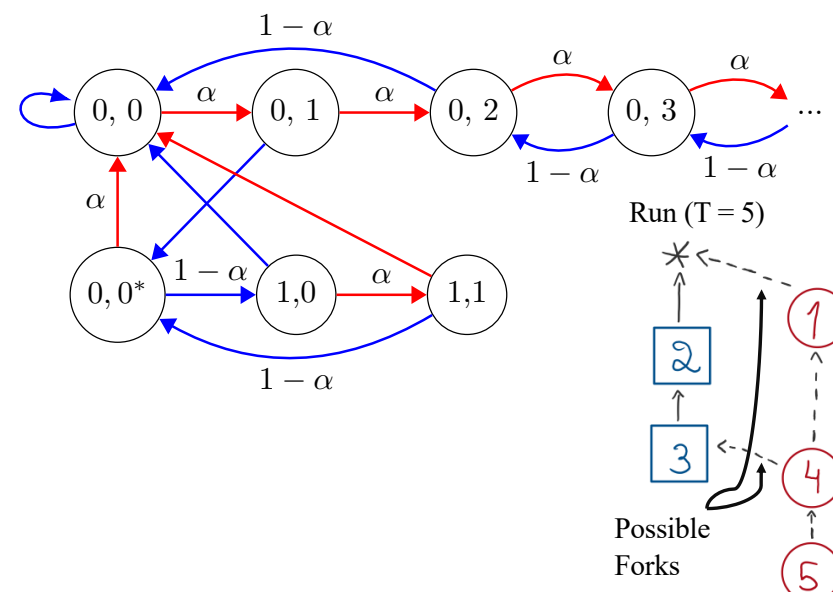 1 − α
α
α
0, 0
α
0, 1
α
0, 2
0, 3
...
1 − α
1 − α
Run (T = 5)
α
1 − α
*
0, 0*
1,0
α
1,1
1
2
1 − α
3
4
Possible
Forks
5